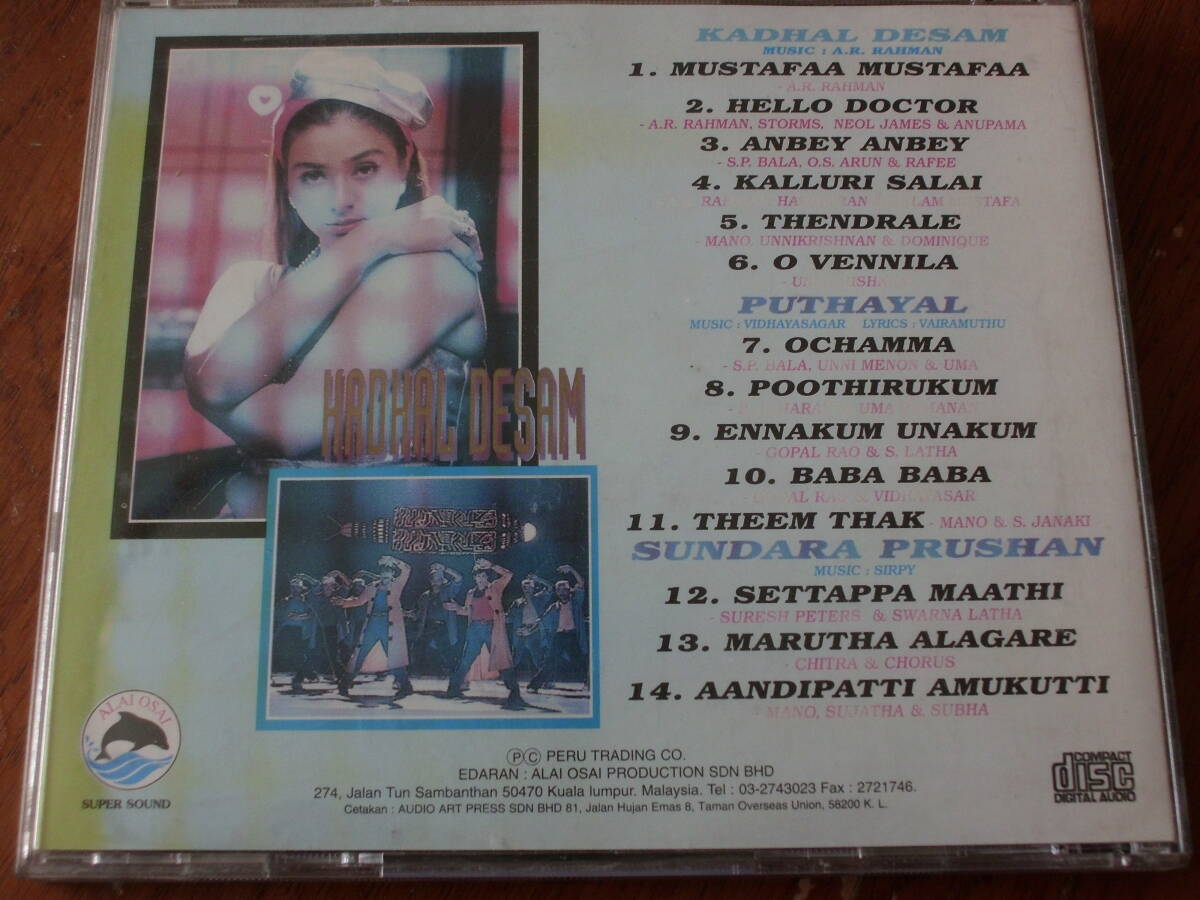 KADHAL DESAM
MUSIC : A.R. RAHMAN
1. MUSTAFAA MUSTAFAA
- A.R. RAHMAN
2. HELLO DOCTOR
- A.R. RAHMAN, STORMS, NEOL JAMES & ANUPAMA
3. ANBEY ANBEY
- S.P. BALA, O.S. ARUN & RAFEE
4. KALLURI SALAI
5. THENDRALE
- MANO, UNNIKRISHNAN & DOMINIQUE
6. O VENNILA
PUTHAYAL
MUSIC : VIDHAYASAGAR LYRICS : VAIRAMUTHU
7. OCHAMMA
- S.P. BALA, UNNI MENON & UMA
8. POOTHIRUKUM
9. ENNAKUM UNAKUM
- GOPAL RAO & S. LATHA
10. BABA BABA
& VIDHAYASAR
11. THEEM THAK - MANO & S. JANAKI
SUNDARA PRUSHAN
MUSIC : SIRPY
12. SETTAPPA MAATHI
- SURESH PETERS & SWARNA LATHA
13. MARUTHA ALAGARE
- CHITRA & CHORUS
14. AANDIPATTI AMUKUTTI
- MANO, SUJATHA & SUBHA
KADHAL DESAM
ALAI OSAI
SUPER SOUND
ⓅⒸ PERU TRADING CO.
EDARAN : ALAI OSAI PRODUCTION SDN BHD
274, Jalan Tun Sambanthan 50470 Kuala lumpur. Malaysia. Tel : 03-2743023 Fax : 2721746.
Cetakan : AUDIO ART PRESS SDN BHD 81, Jalan Hujan Emas 8, Taman Overseas Union, 58200 K. L.
COMPACT
disc
DIGITAL AUDIO